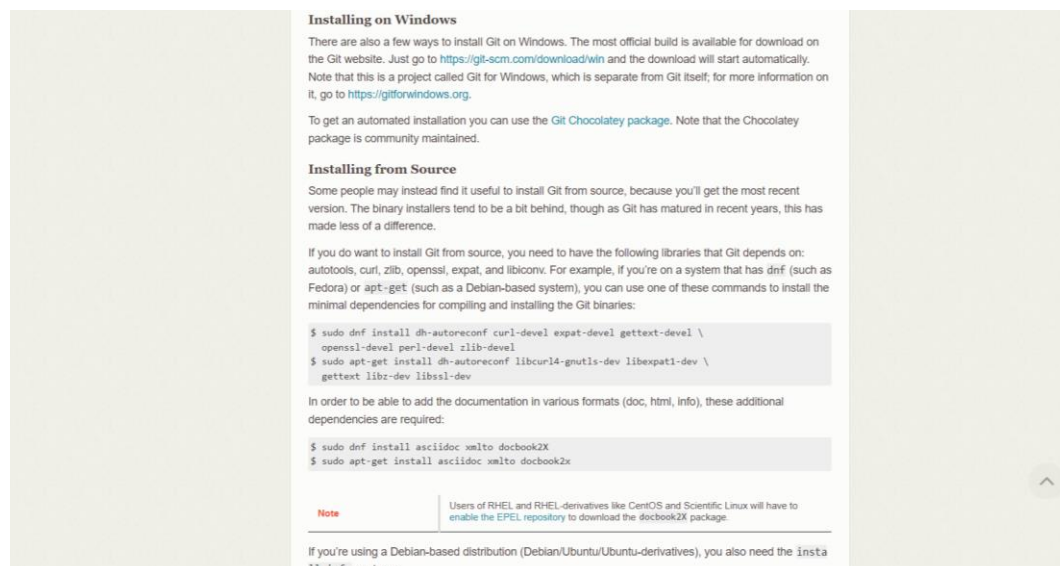 Installing on Windows
There are also a few ways to install Git on Windows. The most official build is available for download on
the Git website. Just go to https://git-scm.com/download/win and the download will start automatically.
Note that this is a project called Git for Windows, which is separate from Git itself; for more information on
it, go to https://gitforwindows.org.
To get an automated installation you can use the Git Chocolatey package. Note that the Chocolatey
package is community maintained.
Installing from Source
Some people may instead find it useful to install Git from source, because you'll get the most recent
version. The binary installers tend to be a bit behind, though as Git has matured in recent years, this has
made less of a difference.
If you do want to install Git from source, you need to have the following libraries that Git depends on:
autotools, curl, zlib, openssl, expat, and libiconv. For example, if you're on a system that has dnf (such as
Fedora) or apt-get (such as a Debian-based system), you can use one of these commands to install the
minimal dependencies for compiling and installing the Git binaries:
$ sudo dnf install dh-autoreconf curl-devel expat-devel gettext-devel \
openssl-devel perl-devel zlib-devel
$ sudo apt-get install dh-autoreconf libcurl4-gnutls-dev libexpat1-dev \
gettext libz-dev libssl-dev
In order to be able to add the documentation in various formats (doc, html, info), these additional
dependencies are required:
$ sudo dnf install asciidoc xmlto docbook2X
$ sudo apt-get install asciidoc xmlto docbook2x
Note
Users of RHEL and RHEL-derivatives like CentOS and Scientific Linux will have to
enable the EPEL repository to download the docbook2X package.
If you're using a Debian-based distribution (Debian/Ubuntu/Ubuntu-derivatives), you also need the insta